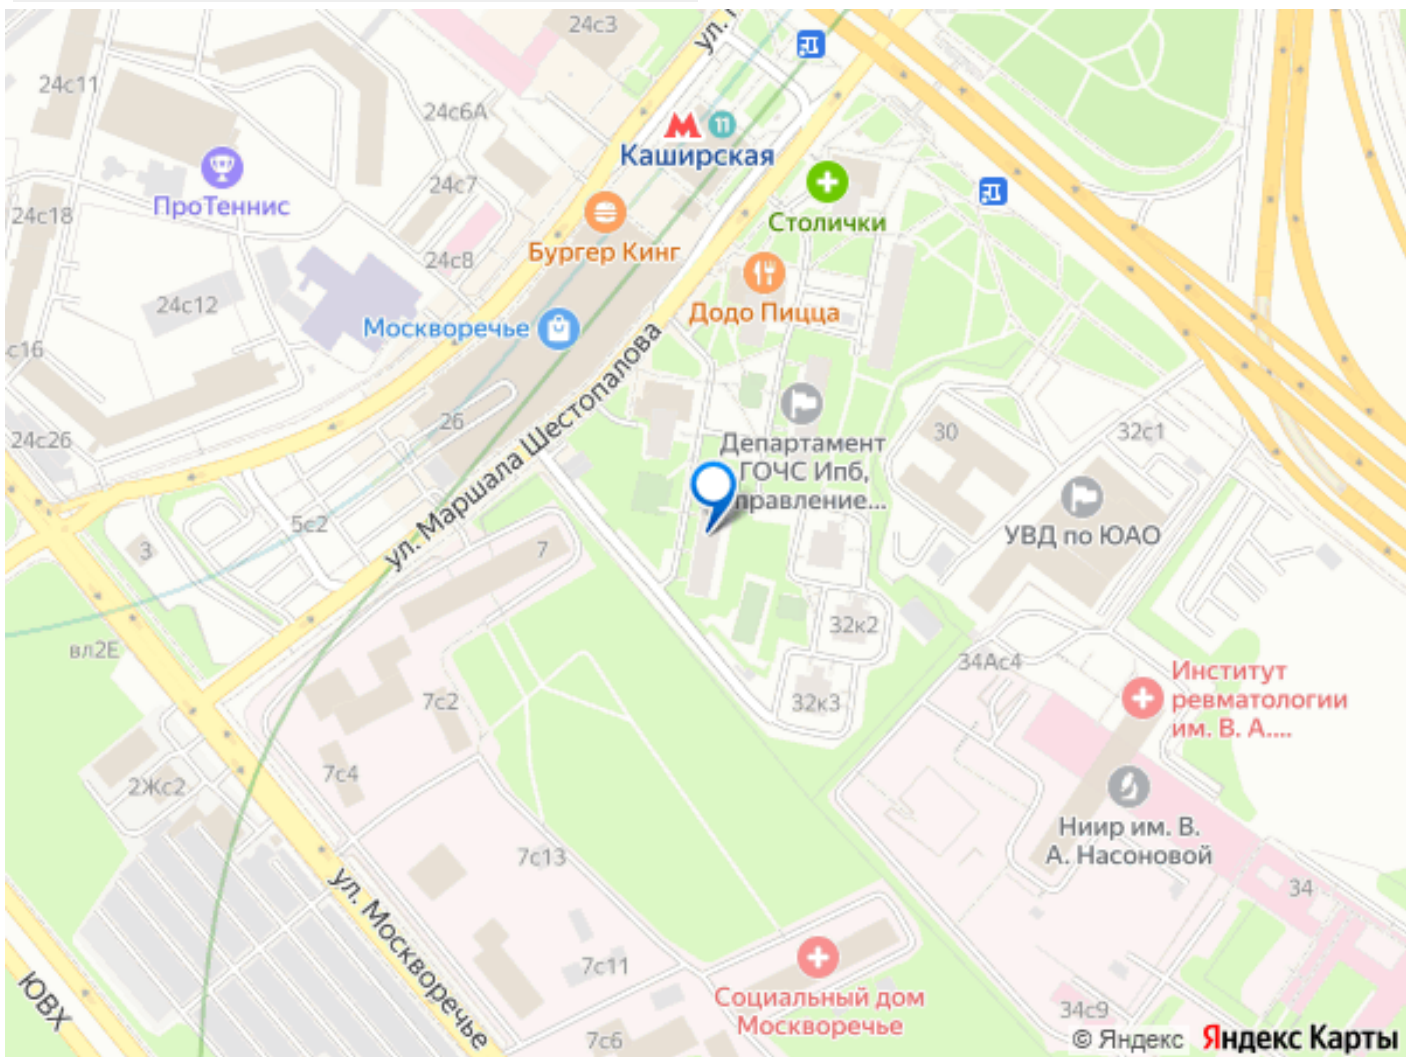 24с3
ул.
24с11
24с6А
11
Каширская
24с7
ПроТеннис
24с18
Столички
Бургер Кинг
24с8
24с12
Додо Пицца
Москворечье
с16
ул. Маршала Шестопалова
26
24с26
30
32с1
Департамент
ГОЧС Ипб,
правление...
5с2
УВД по ЮАО
3
7
вл2Е
32к2
34Ас4
Институт
ревматологии
им. В. А....
7с2
32к3
7с4
2Жс2
Ниир им. В.
А. Насоновой
7с13
34
ул. Москворечье
7с11
ЮВХ
Социальный дом
Москворечье
34с9
7с6
© Яндекс Яндекс Карты